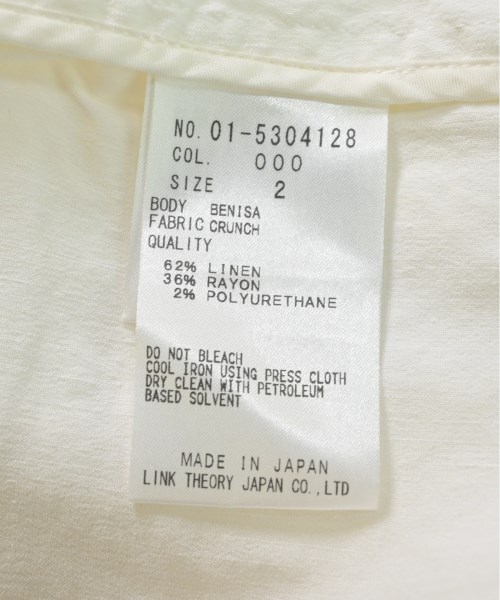 NO. 01-5304128
COL. 000
SIZE 2
BODY BENISA
FABRIC CRUNCH
QUALITY
62% LINEN
36% RAYON
2% POLYURETHANE
DO NOT BLEACH
COOL IRON USING PRESS CLOTH
DRY CLEAN WITH PETROLEUM
BASED SOLVENT
MADE IN JAPAN
LINK THEORY JAPAN CO.,LTD